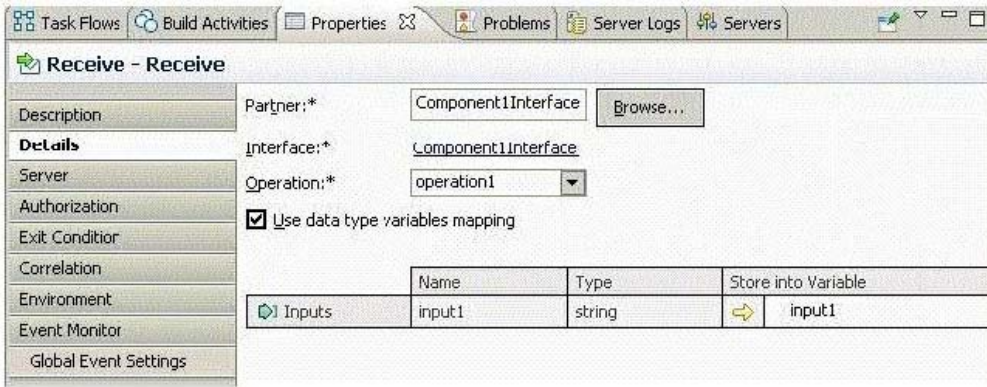 Task Flows Build Activities Properties Problems Server Logs Servers
Receive - Receive
Description
Details
Server
Authorization
Exit Condition
Correlation
Environment
Event Monitor
Global Event Settings
Partner:* Component1Interface Browse...
Interface:* Component1Interface
Operation:* operation1
Use data type variables mapping
Name Type Store into Variable
Inputs input1 string input1